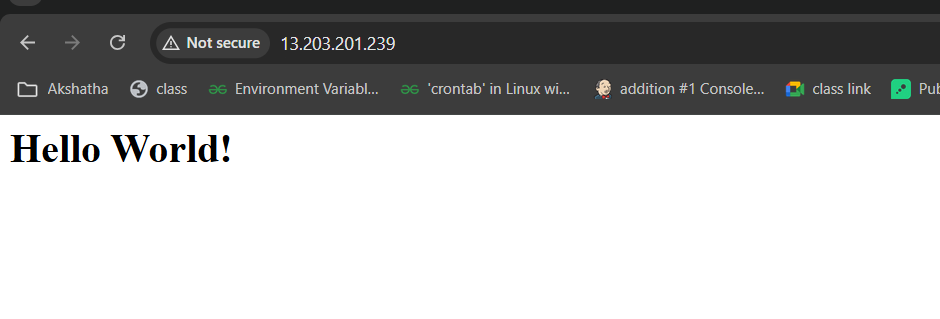 Not secure 13.203.201.239
Akshatha class Environment Variabl... 'crontab' in Linux wi... addition #1 Console... class link Pub
Hello World!